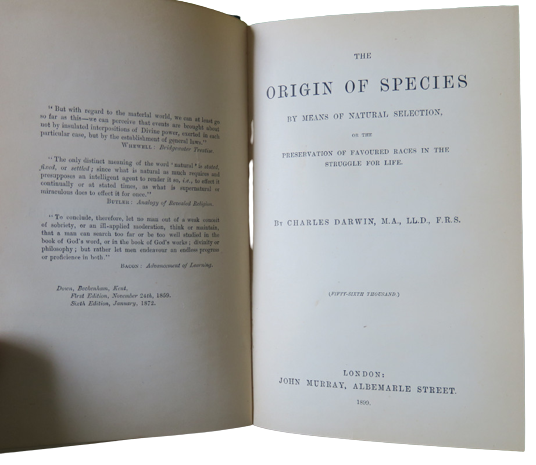 "But with regard to the material world, we can at least go
so far as this—we can perceive that events are brought about
not by insulated interpositions of Divine power, exerted in each
particular case, but by the establishment of general laws."
WHEWELL: Bridgewater Treatise.
"The only distinct meaning of the word 'natural' is stated,
fixed, or settled; since what is natural as much requires and
presupposes an intelligent agent to render it so, i.e., to effect it
continually or at stated times, as what is supernatural or
miraculous does to effect it for once."
BUTLER: Analogy of Revealed Religion.
"To conclude, therefore, let no man out of a weak conceit
of sobriety, or an ill-applied moderation, think or maintain,
that a man can search too far or be too well studied in the
book of God's word, or in the book of God's works; divinity or
philosophy; but rather let men endeavour an endless progress
or proficience in both."
BACON: Advancement of Learning.
Down, Beckenham, Kent.
First Edition, November 24th, 1859.
Sixth Edition, January, 1872.
THE
ORIGIN OF SPECIES
BY MEANS OF NATURAL SELECTION,
OR THE
PRESERVATION OF FAVOURED RACES IN THE
STRUGGLE FOR LIFE.
BY CHARLES DARWIN, M.A., LL.D., F.R.S.
(FIFTY-SIXTH THOUSAND.)
LONDON:
JOHN MURRAY, ALBEMARLE STREET.
1899.